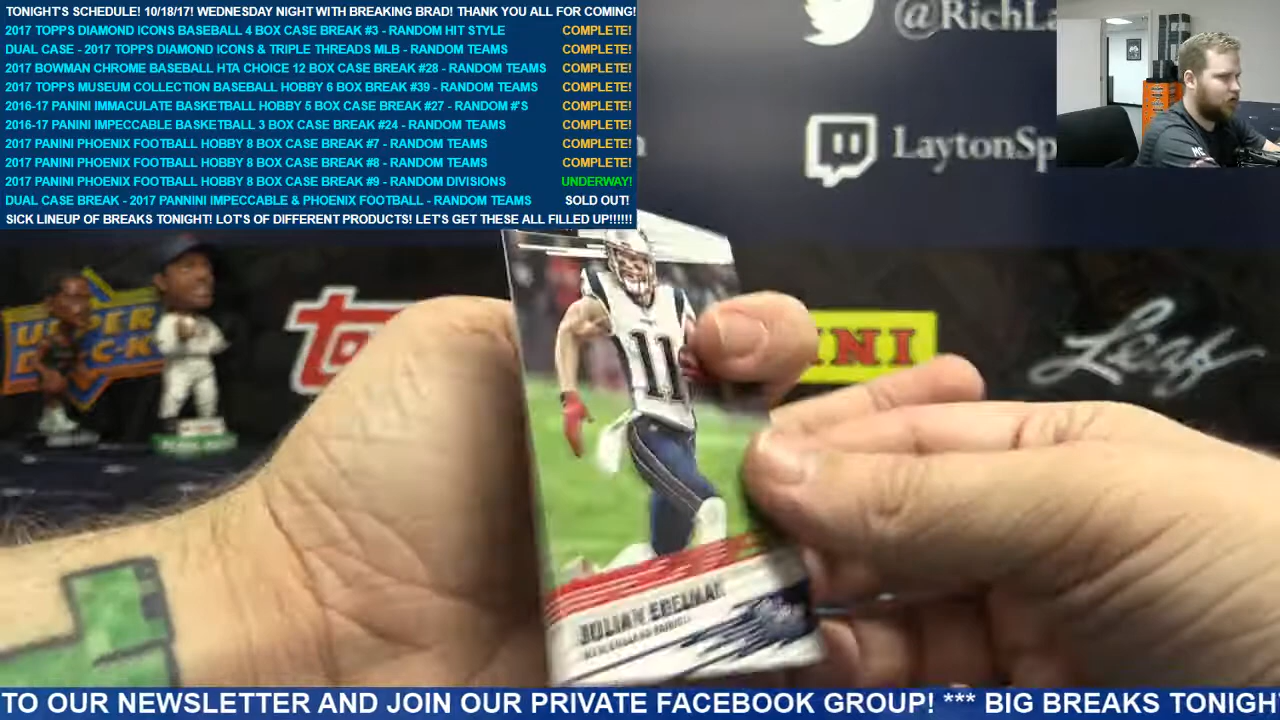 TONIGHT'S SCHEDULE! 10/18/17! WEDNESDAY NIGHT WITH BREAKING BRAD! THANK YOU ALL FOR COMING!
2017 TOPPS DIAMOND ICONS BASEBALL 4 BOX CASE BREAK #3 - RANDOM HIT STYLE COMPLETE!
DUAL CASE - 2017 TOPPS DIAMOND ICONS & TRIPLE THREADS MLB - RANDOM TEAMS COMPLETE!
2017 BOWMAN CHROME BASEBALL HTA CHOICE 12 BOX CASE BREAK #28 - RANDOM TEAMS COMPLETE!
2017 TOPPS MUSEUM COLLECTION BASEBALL HOBBY 6 BOX BREAK #39 - RANDOM TEAMS COMPLETE!
2016-17 PANINI IMMACULATE BASKETBALL HOBBY 5 BOX CASE BREAK #27 - RANDOM #'S COMPLETE!
2016-17 PANINI IMPECCABLE BASKETBALL 3 BOX CASE BREAK #24 - RANDOM TEAMS COMPLETE!
2017 PANINI PHOENIX FOOTBALL HOBBY 8 BOX CASE BREAK #7 - RANDOM TEAMS COMPLETE!
2017 PANINI PHOENIX FOOTBALL HOBBY 8 BOX CASE BREAK #8 - RANDOM TEAMS COMPLETE!
2017 PANINI PHOENIX FOOTBALL HOBBY 8 BOX CASE BREAK #9 - RANDOM DIVISIONS UNDERWAY!
DUAL CASE BREAK - 2017 PANNINI IMPECCABLE & PHOENIX FOOTBALL - RANDOM TEAMS SOLD OUT!
SICK LINEUP OF BREAKS TONIGHT! LOT'S OF DIFFERENT PRODUCTS! LET'S GET THESE ALL FILLED UP!!!!!!
@RichLa
LaytonSp
UPPER DECK
to
INI
Leaf
11
JULIAN EDELMAN
NEW ENGLAND PATRIOTS
TO OUR NEWSLETTER AND JOIN OUR PRIVATE FACEBOOK GROUP! *** BIG BREAKS TONIGH